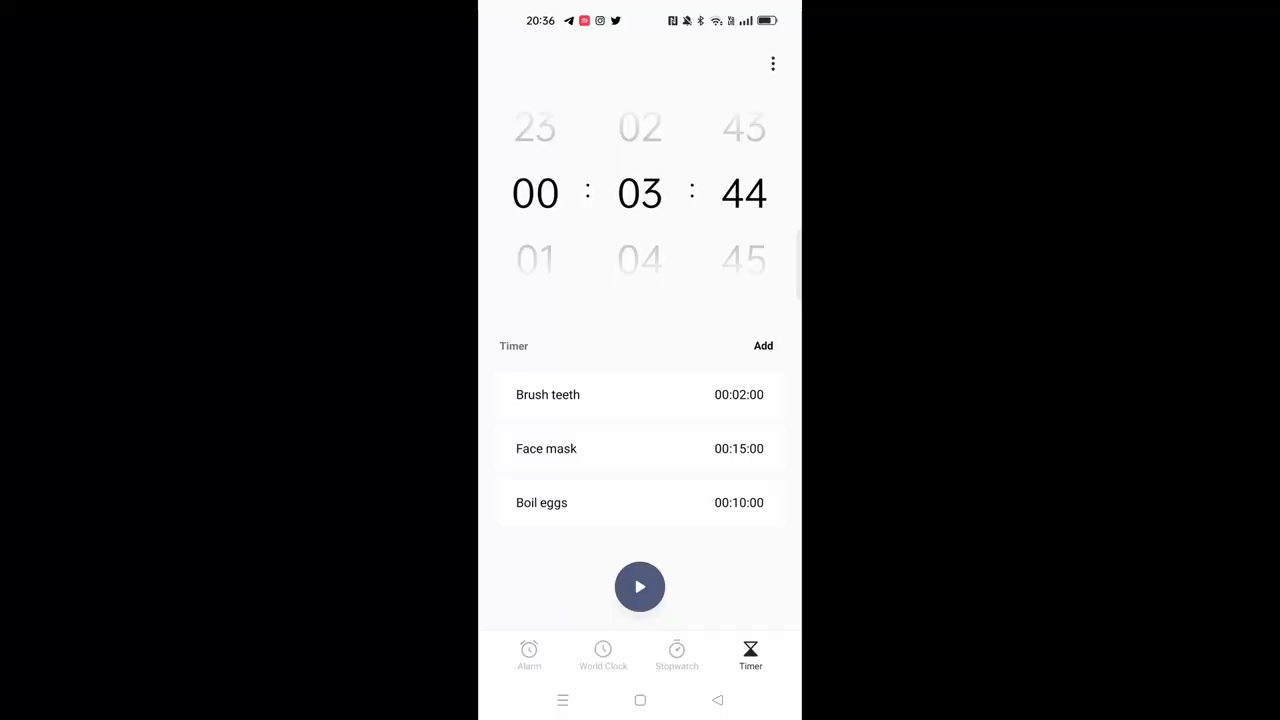 20:36
23 02 43
00 : 03 : 44
01 04 45
Timer Add
Brush teeth 00:02:00
Face mask 00:15:00
Boil eggs 00:10:00
Alarm World Clock Stopwatch Timer